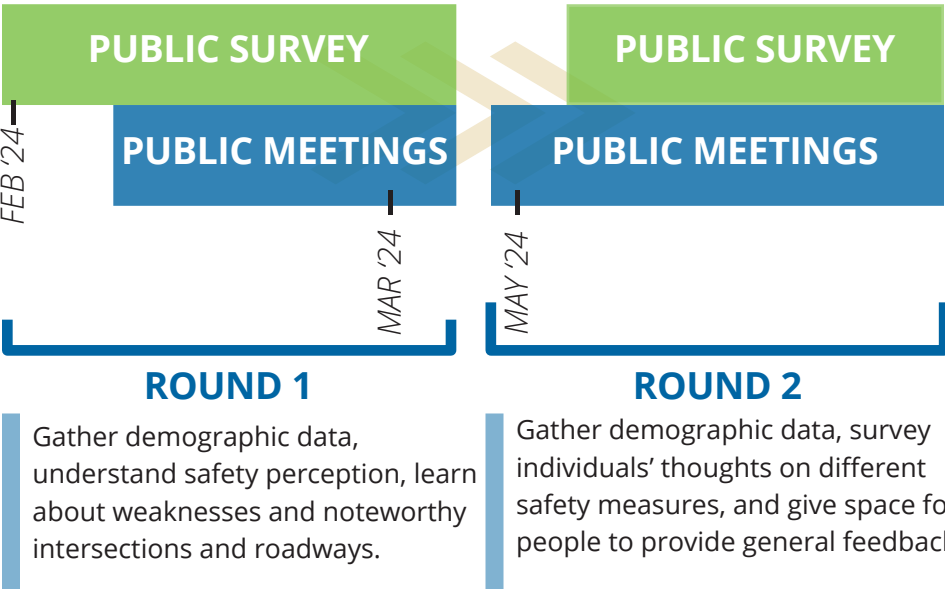 PUBLIC SURVEY
PUBLIC MEETINGS
FEB ‘24
MAR ‘24
ROUND 1
Gather demographic data,
understand safety perception, learn
about weaknesses and noteworthy
intersections and roadways.
PUBLIC SURVEY
PUBLIC MEETINGS
MAY ‘24
ROUND 2
Gather demographic data, survey
individuals’ thoughts on different
safety measures, and give space
people to provide general